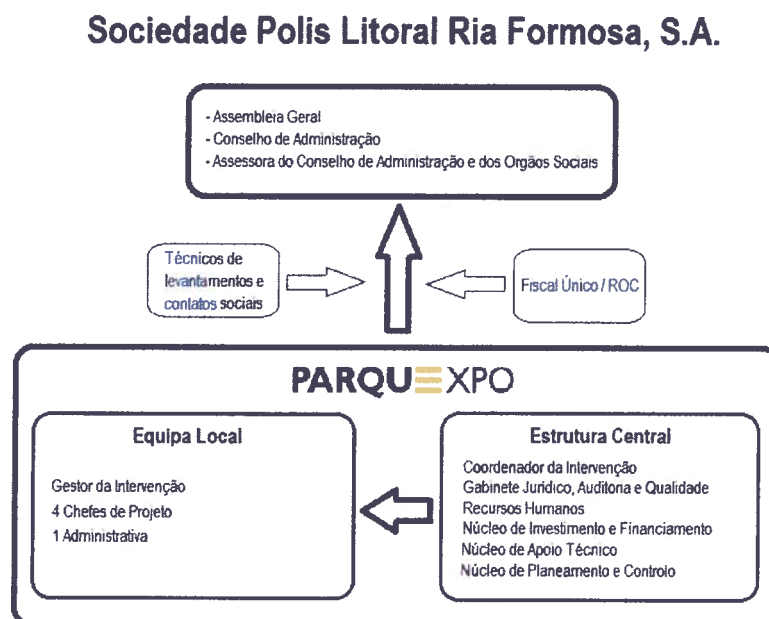 Sociedade Polis Litoral Ria Formosa, S.A.
- Assembleia Geral
- Conselho de Administração
- Assessora do Conselho de Administração e dos Orgãos Sociais
Técnicos de
levantamentos e
contatos sociais
Fiscal Único / ROC
PARQUEXPO
Equipa Local
Gestor da Intervenção
4 Chefes de Projeto
1 Administrativa
Estrutura Central
Coordenador da Intervenção
Gabinete Jurídico, Auditoria e Qualidade
Recursos Humanos
Núcleo de Investimento e Financiamento
Núcleo de Apoio Técnico
Núcleo de Planeamento e Controlo